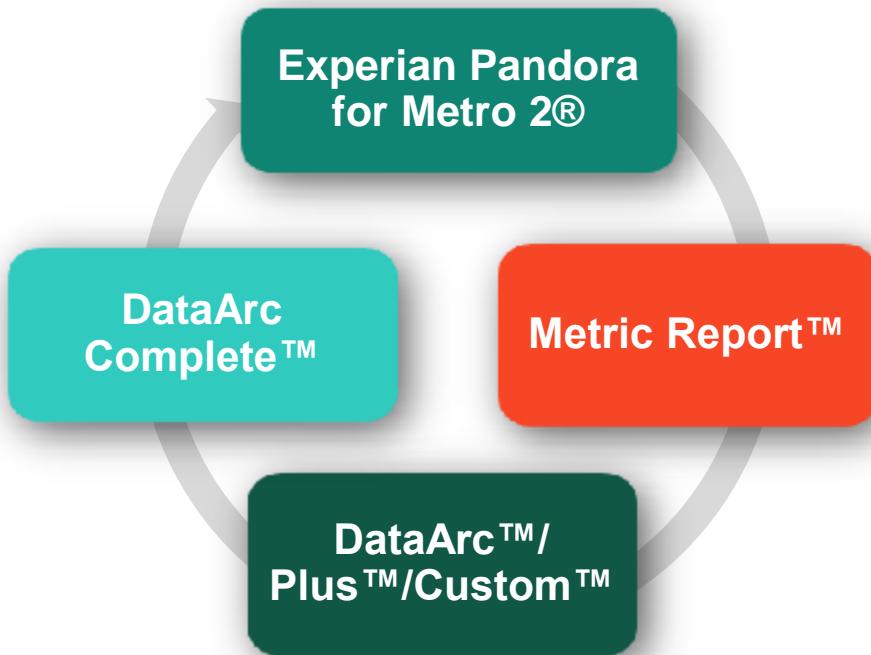 Experian Pandora
for Metro 2®
DataArc
Complete™
Metric Report™
DataArc™/
Plus™/Custom™